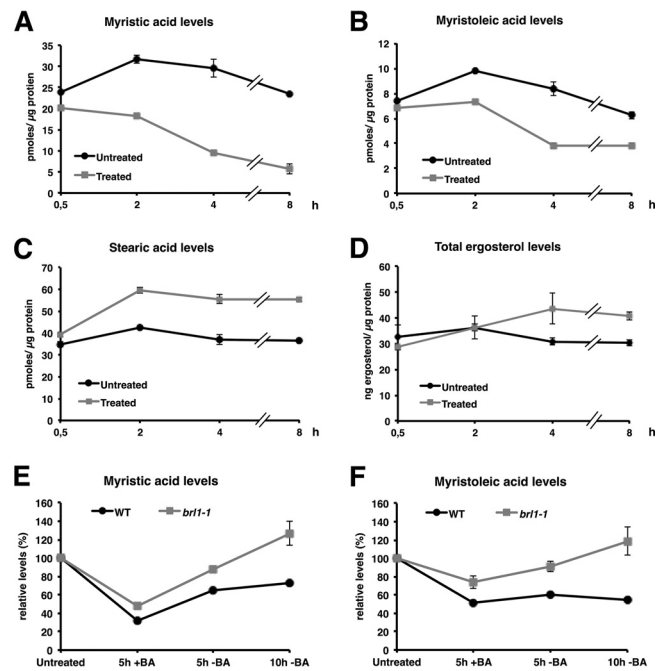 A
Myristic acid levels
pmoles/ µg protien
35
30
25
20
15
10
5
0
Untreated
Treated
0,5 2 4 8 h
B
Myristoleic acid levels
pmoles/ µg protein
12
10
8
6
4
2
0
Untreated
Treated
0,5 2 4 8 h
C
Stearic acid levels
pmoles/ µg protein
70
60
50
40
30
20
10
0
Untreated
Treated
0,5 2 4 8 h
D
Total ergosterol levels
ng ergosterol/ µg protein
60
50
40
30
20
10
0
Untreated
Treated
0,5 2 4 8 h
E
Myristic acid levels
relative levels (%)
160
140
120
100
80
60
40
20
0
WT brl1-1
Untreated 5h +BA 5h -BA 10h -BA
F
Myristoleic acid levels
relative levels (%)
160
140
120
100
80
60
40
20
0
WT brl1-1
Untreated 5h +BA 5h -BA 10h -BA